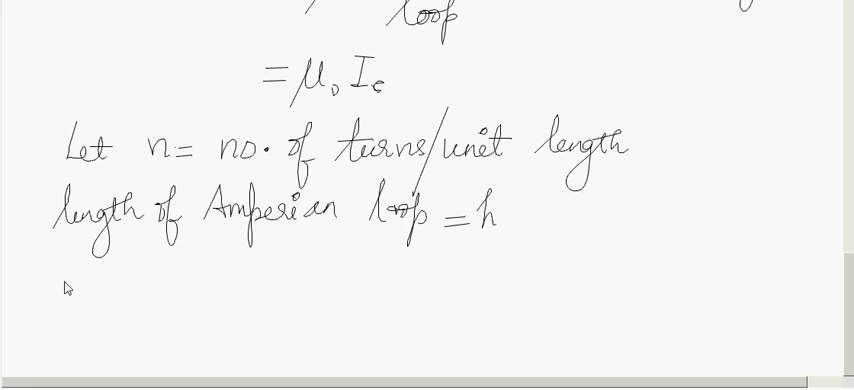 loop
= μ₀ Ie
Let n = no. of turns/unit length
length of Amperian loop = h